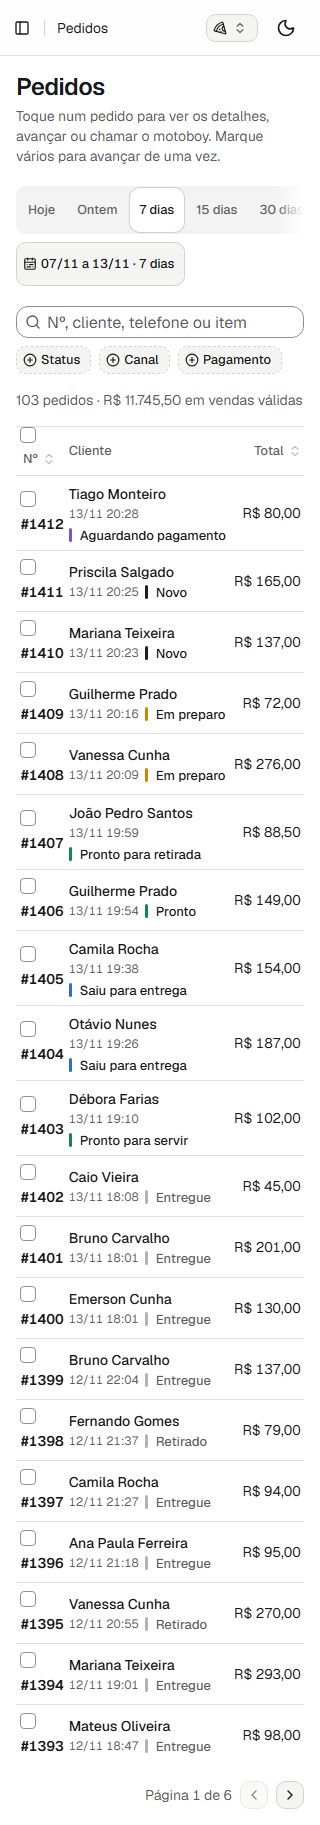 Pedidos
Pedidos
Toque num pedido para ver os detalhes,
avançar ou chamar o motoboy. Marque
vários para avançar de uma vez.
Hoje Ontem 7 dias 15 dias 30 dias
07/11 a 13/11 · 7 dias
Nº, cliente, telefone ou item
Status Canal Pagamento
103 pedidos · R$ 11.745,50 em vendas válidas
Nº Cliente Total
Tiago Monteiro
13/11 20:28
#1412 R$ 80,00
Aguardando pagamento
Priscila Salgado
#1411 13/11 20:25 Novo R$ 165,00
Mariana Teixeira
#1410 13/11 20:23 Novo R$ 137,00
Guilherme Prado
#1409 13/11 20:16 Em preparo R$ 72,00
Vanessa Cunha
#1408 13/11 20:09 Em preparo R$ 276,00
João Pedro Santos
13/11 19:59
#1407 R$ 88,50
Pronto para retirada
Guilherme Prado
#1406 13/11 19:54 Pronto R$ 149,00
Camila Rocha
13/11 19:38
#1405 R$ 154,00
Saiu para entrega
Otávio Nunes
13/11 19:26
#1404 R$ 187,00
Saiu para entrega
Débora Farias
13/11 19:10
#1403 R$ 102,00
Pronto para servir
Caio Vieira
#1402 13/11 18:08 Entregue R$ 45,00
Bruno Carvalho
#1401 13/11 18:01 Entregue R$ 201,00
Emerson Cunha
#1400 13/11 18:01 Entregue R$ 130,00
Bruno Carvalho
#1399 12/11 22:04 Entregue R$ 137,00
Fernando Gomes
#1398 12/11 21:37 Retirado R$ 79,00
Camila Rocha
#1397 12/11 21:27 Entregue R$ 94,00
Ana Paula Ferreira
#1396 12/11 21:18 Entregue R$ 95,00
Vanessa Cunha
#1395 12/11 20:55 Retirado R$ 270,00
Mariana Teixeira
#1394 12/11 19:01 Entregue R$ 293,00
Mateus Oliveira
#1393 12/11 18:47 Entregue R$ 98,00
Página 1 de 6